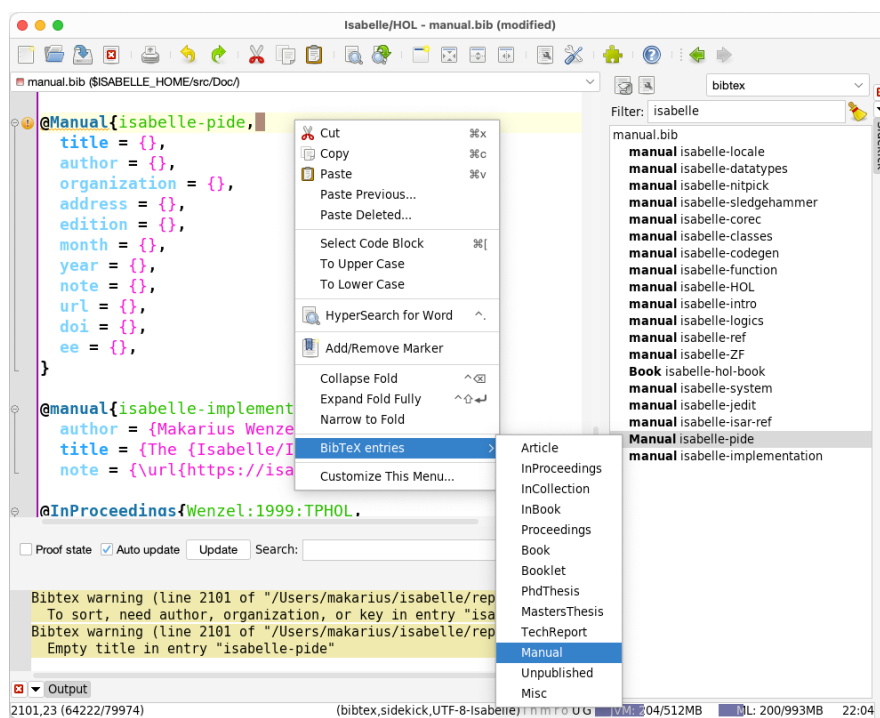 Isabelle/HOL - manual.bib (modified)
manual.bib ($ISABELLE_HOME/src/Doc/)
@Manual{isabelle-pide,
title = {},
author = {},
organization = {},
address = {},
edition = {},
month = {},
year = {},
note = {},
url = {},
doi = {},
ee = {},
}
@manual{isabelle-implement
author = {Makarius Wenze
title = {The {Isabelle/I
note = {\url{https://isa
@InProceedings{Wenzel:1999:TPHOL,
Cut ⌘x
Copy ⌘c
Paste ⌘v
Paste Previous...
Paste Deleted...
Select Code Block ⌘[
To Upper Case
To Lower Case
HyperSearch for Word ^.
Add/Remove Marker
Collapse Fold ^⌫
Expand Fold Fully ^⇧↩
Narrow to Fold
BibTeX entries
Customize This Menu...
Article
InProceedings
InCollection
InBook
Proceedings
Book
Booklet
PhdThesis
MastersThesis
TechReport
Manual
Unpublished
Misc
bibtex
Filter: isabelle
manual.bib
manual isabelle-locale
manual isabelle-datatypes
manual isabelle-nitpick
manual isabelle-sledgehammer
manual isabelle-corec
manual isabelle-classes
manual isabelle-codegen
manual isabelle-function
manual isabelle-HOL
manual isabelle-intro
manual isabelle-logics
manual isabelle-ref
manual isabelle-ZF
Book isabelle-hol-book
manual isabelle-system
manual isabelle-jedit
manual isabelle-isar-ref
Manual isabelle-pide
manual isabelle-implementation
Proof state Auto update Update Search:
Bibtex warning (line 2101 of "/Users/makarius/isabelle/rep
To sort, need author, organization, or key in entry "isa
Bibtex warning (line 2101 of "/Users/makarius/isabelle/rep
Empty title in entry "isabelle-pide"
Output
2101,23 (64222/79974) (bibtex,sidekick,UTF-8-Isabelle) n m r o U G VM: 204/512MB ML: 200/993MB 22:04